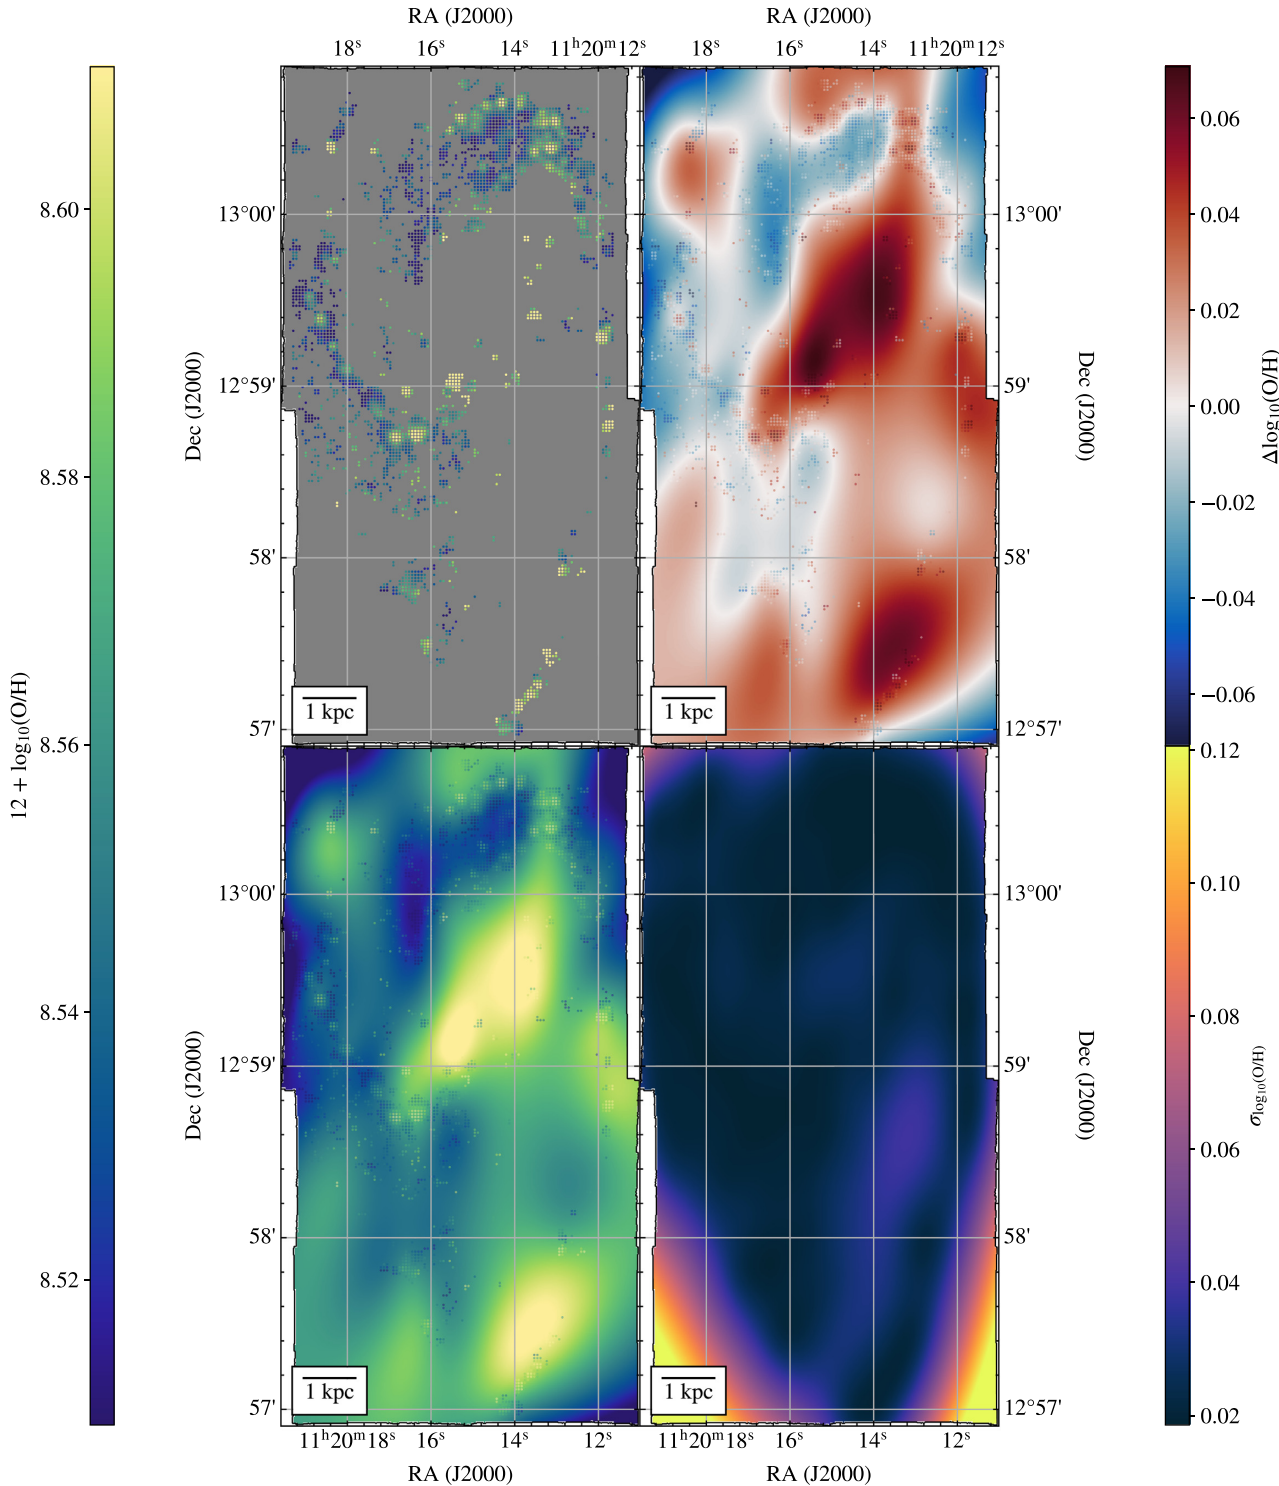 RA (J2000) RA (J2000)
18ˢ 16ˢ 14ˢ 11ʰ20ᵐ12ˢ 18ˢ 16ˢ 14ˢ 11ʰ20ᵐ12ˢ
12 + log₁₀(O/H)
8.60
8.58
8.56
8.54
8.52
Dec (J2000)
13°00'
12°59'
58'
57'
1 kpc
1 kpc
13°00'
59'
58'
12°57'
Dec (J2000)
0.06
0.04
0.02
0.00
−0.02
−0.04
−0.06
Δlog₁₀(O/H)
Dec (J2000)
13°00'
12°59'
58'
57'
1 kpc
1 kpc
13°00'
59'
58'
12°57'
Dec (J2000)
0.12
0.10
0.08
0.06
0.04
0.02
σlog₁₀(O/H)
11ʰ20ᵐ18ˢ 16ˢ 14ˢ 12ˢ 11ʰ20ᵐ18ˢ 16ˢ 14ˢ 12ˢ
RA (J2000) RA (J2000)